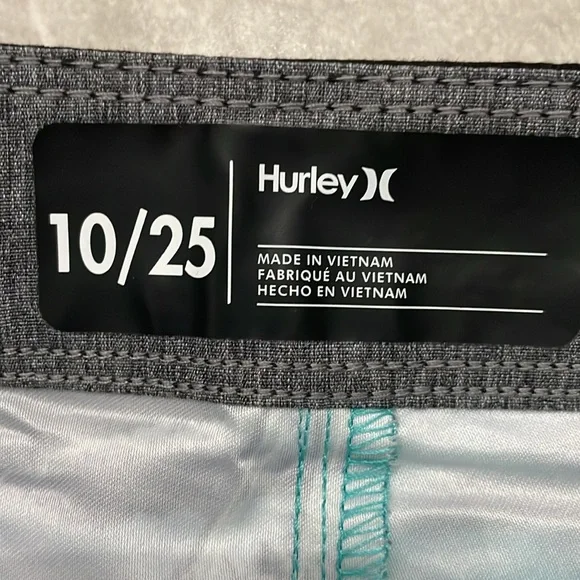 10/25
Hurley
MADE IN VIETNAM
FABRIQUÉ AU VIETNAM
HECHO EN VIETNAM